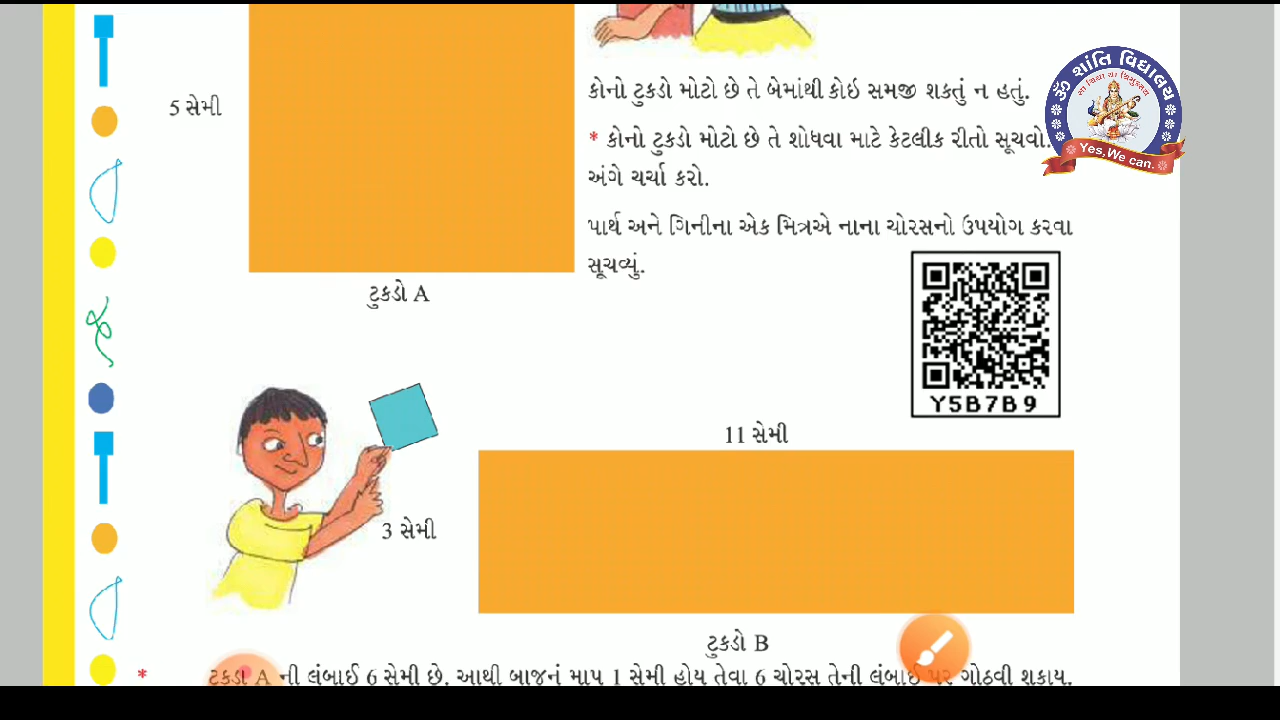 ॐ શાંતિ વિદ્યાલય
સા વિદ્યા યા વિમુક્તયે
Yes, We can.
5 સેમી
કોનો ટુકડો મોટો છે તે બેમાંથી કોઇ સમજી શકતું ન હતું.
* કોનો ટુકડો મોટો છે તે શોધવા માટે કેટલીક રીતો સૂચવો.
અંગે ચર્ચા કરો.
પાર્થ અને ગિનીના એક મિત્રએ નાના ચોરસનો ઉપયોગ કરવા
સૂચવ્યું.
ટુકડો A
Y5B7B9
11 સેમી
3 સેમી
ટુકડો B
* ટુકડા A ની લંબાઈ 6 સેમી છે. આથી બાજુનું માપ 1 સેમી હોય તેવા 6 ચોરસ તેની લંબાઈ પર ગોઠવી શકાય.